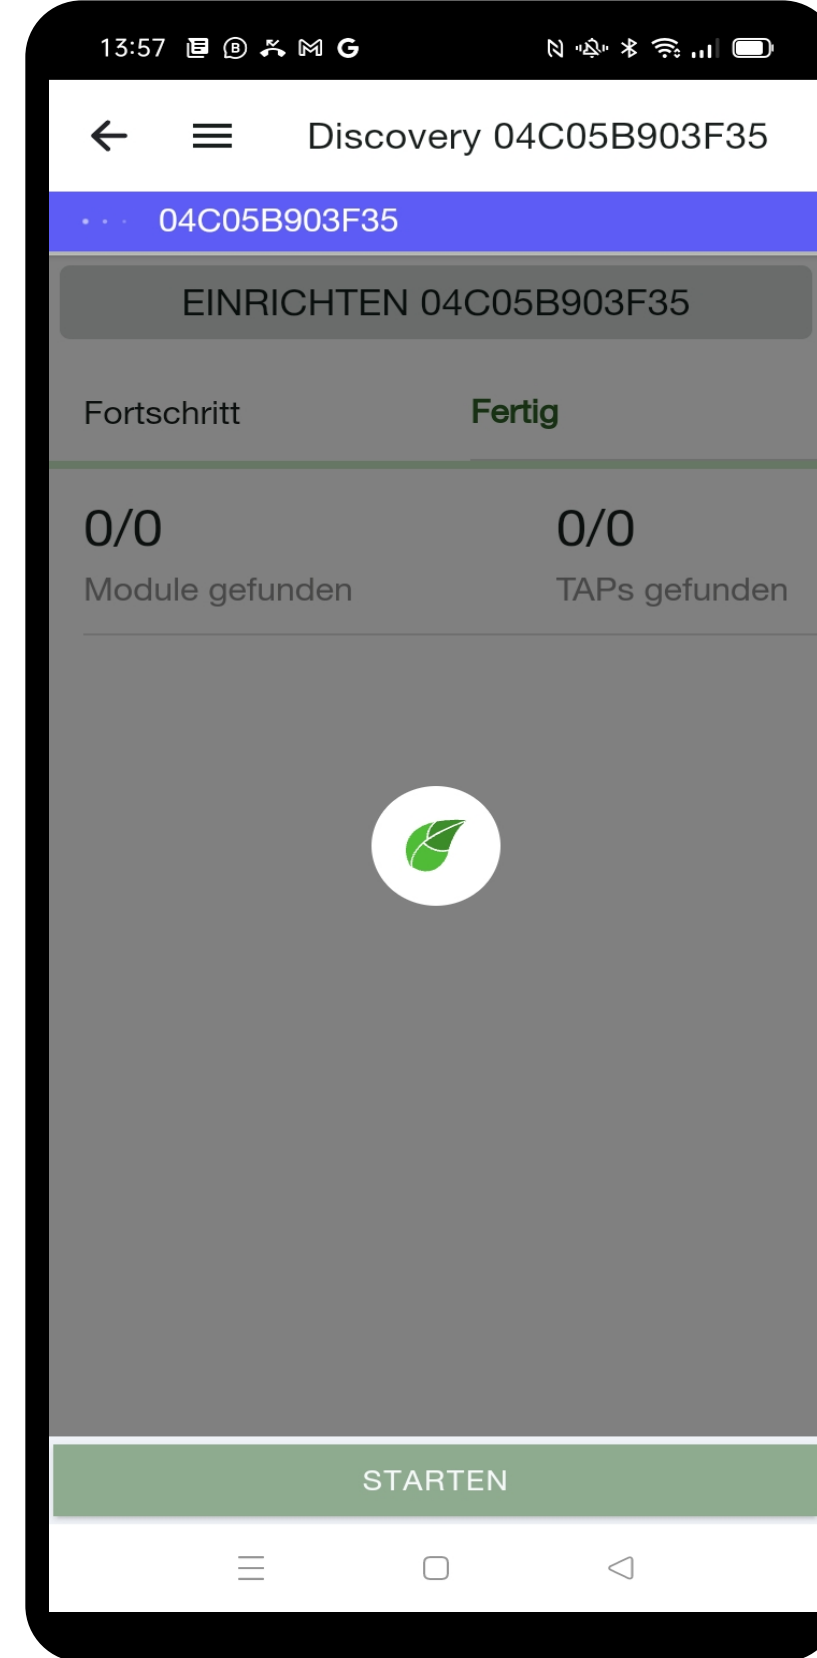 13:57
Discovery 04C05B903F35
04C05B903F35
EINRICHTEN 04C05B903F35
Fortschritt Fertig
0/0 0/0
Module gefunden TAPs gefunden
STARTEN